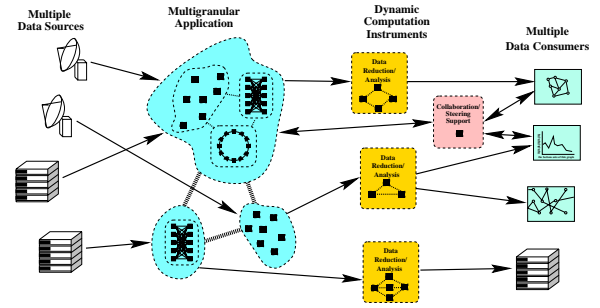 Multiple
Data Sources
Multigranular
Application
Dynamic
Computation
Instruments
Multiple
Data Consumers
Data
Reduction/
Analysis
Collaboration/
Steering
Support
Data
Reduction/
Analysis
Data
Reduction/
Analysis